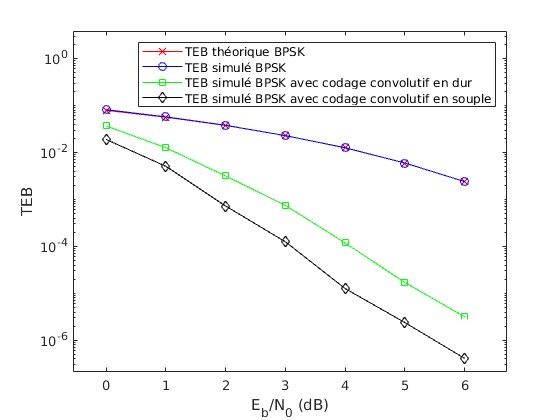 TEB théorique BPSK
TEB simulé BPSK
TEB simulé BPSK avec codage convolutif en dur
TEB simulé BPSK avec codage convolutif en souple
10^0
10^-2
10^-4
10^-6
TEB
0 1 2 3 4 5 6
E_b/N_0 (dB)